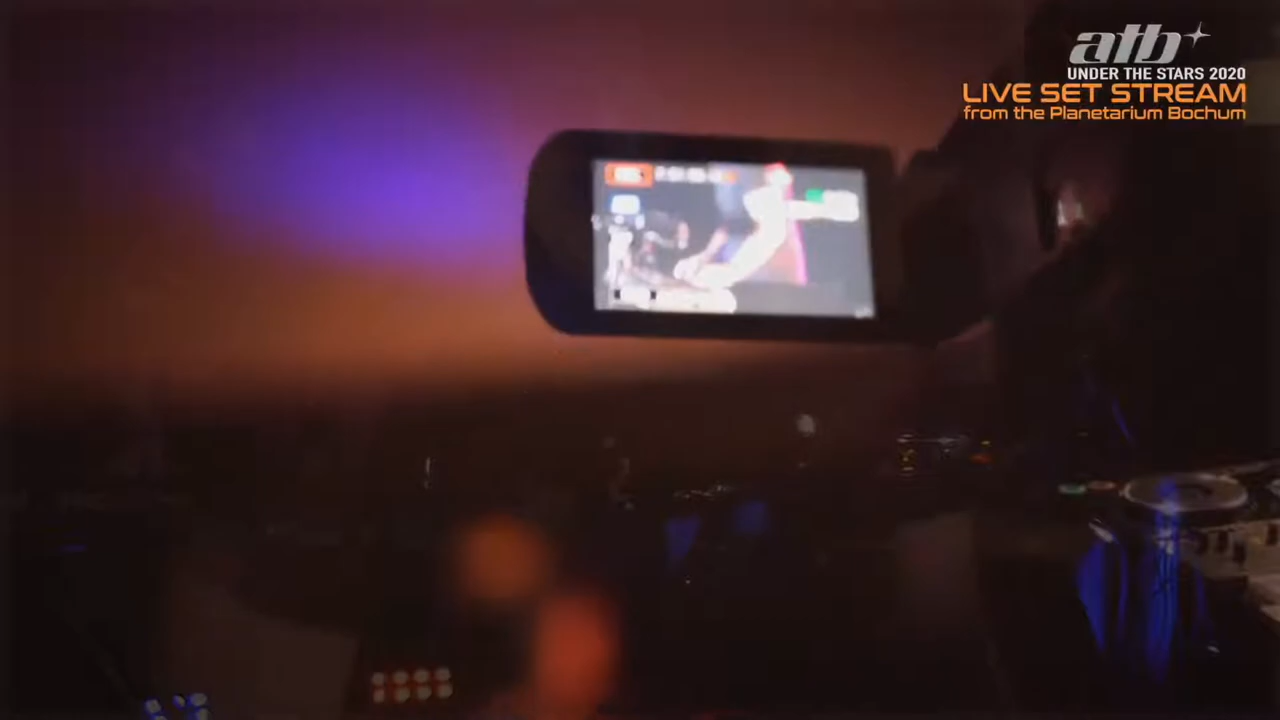 atb
UNDER THE STARS 2020
LIVE SET STREAM
from the Planetarium Bochum